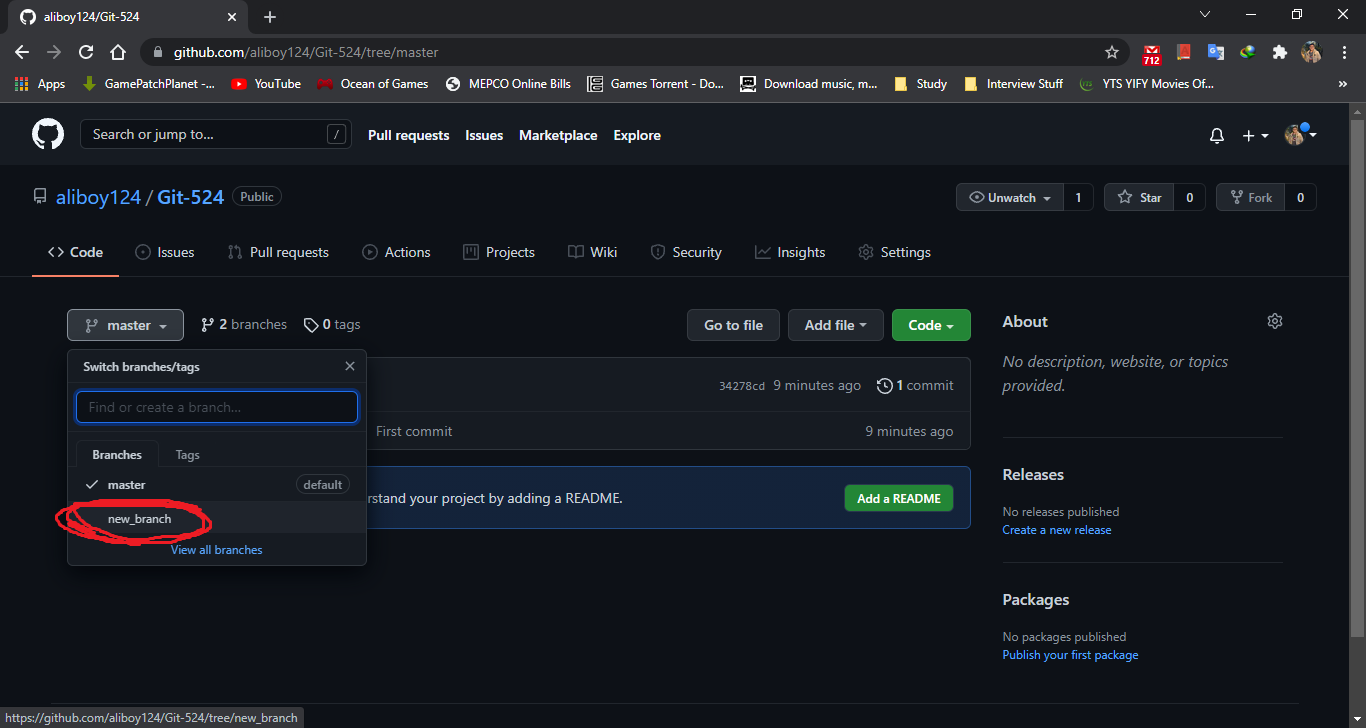 aliboy124/Git-524
github.com/aliboy124/Git-524/tree/master
712
Apps GamePatchPlanet -... YouTube Ocean of Games MEPCO Online Bills Games Torrent - Do... Download music, m... Study Interview Stuff YTS YIFY Movies Of... »
Search or jump to... / Pull requests Issues Marketplace Explore
aliboy124 / Git-524 Public Unwatch 1 Star 0 Fork 0
Code Issues Pull requests Actions Projects Wiki Security Insights Settings
master 2 branches 0 tags Go to file Add file Code About
Switch branches/tags
No description, website, or topics
provided.
34278cd 9 minutes ago 1 commit
Find or create a branch...
First commit 9 minutes ago
Branches Tags
master default
Releases
rstand your project by adding a README. Add a README
No releases published
new_branch
Create a new release
View all branches
Packages
No packages published
Publish your first package
https://github.com/aliboy124/Git-524/tree/new_branch